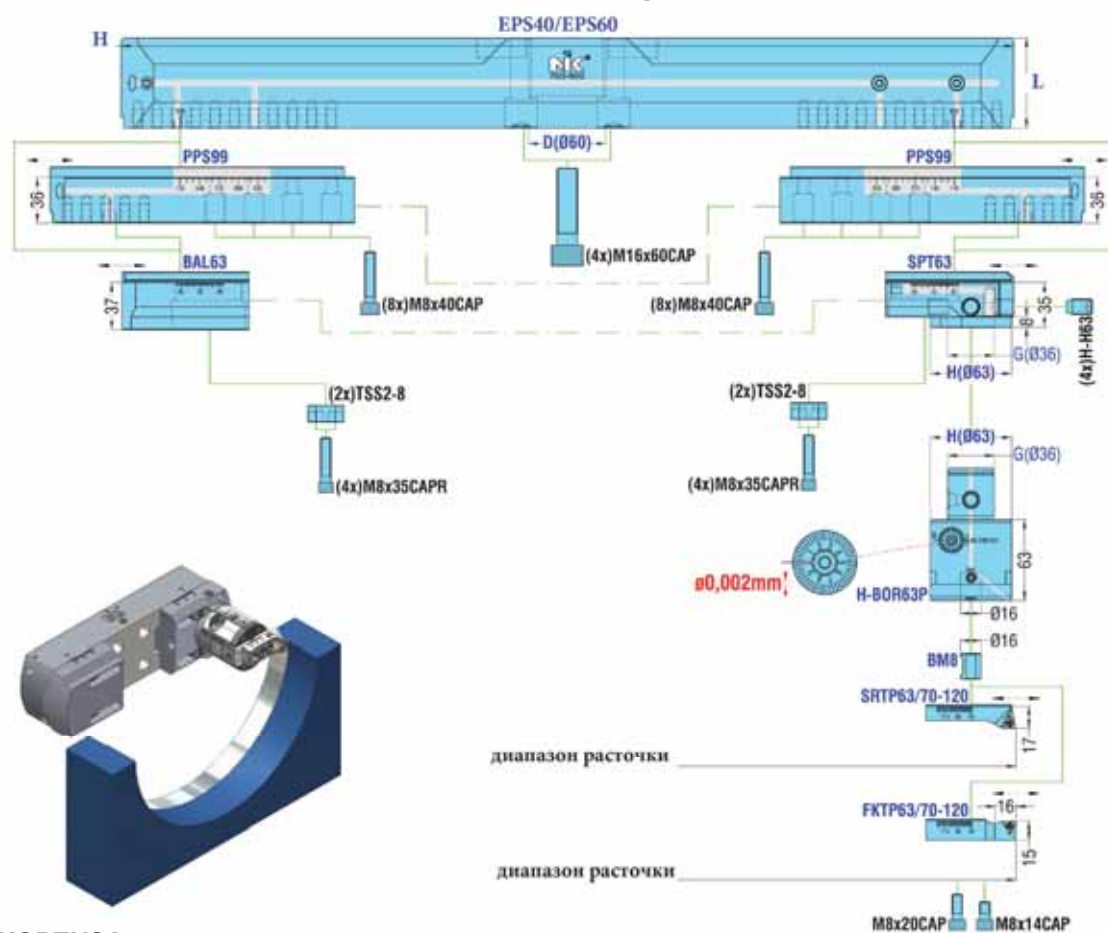 EPS40/EPS60
H
L
D(Ø60)
PPS99
PPS99
36
36
(4x)M16x60CAP
BAL63
SPT63
37
(8x)M8x40CAP
(8x)M8x40CAP
35
8
(4x)H-H63
G(Ø36)
H(Ø63)
(2x)TSS2-8
(2x)TSS2-8
H(Ø63)
G(Ø36)
(4x)M8x35CAPR
(4x)M8x35CAPR
63
ø0,002mm
H-BOR63P
Ø16
Ø16
BM8
SRTP63/70-120
17
диапазон расточки
FKTP63/70-120
16
15
диапазон расточки
M8x20CAP
M8x14CAP